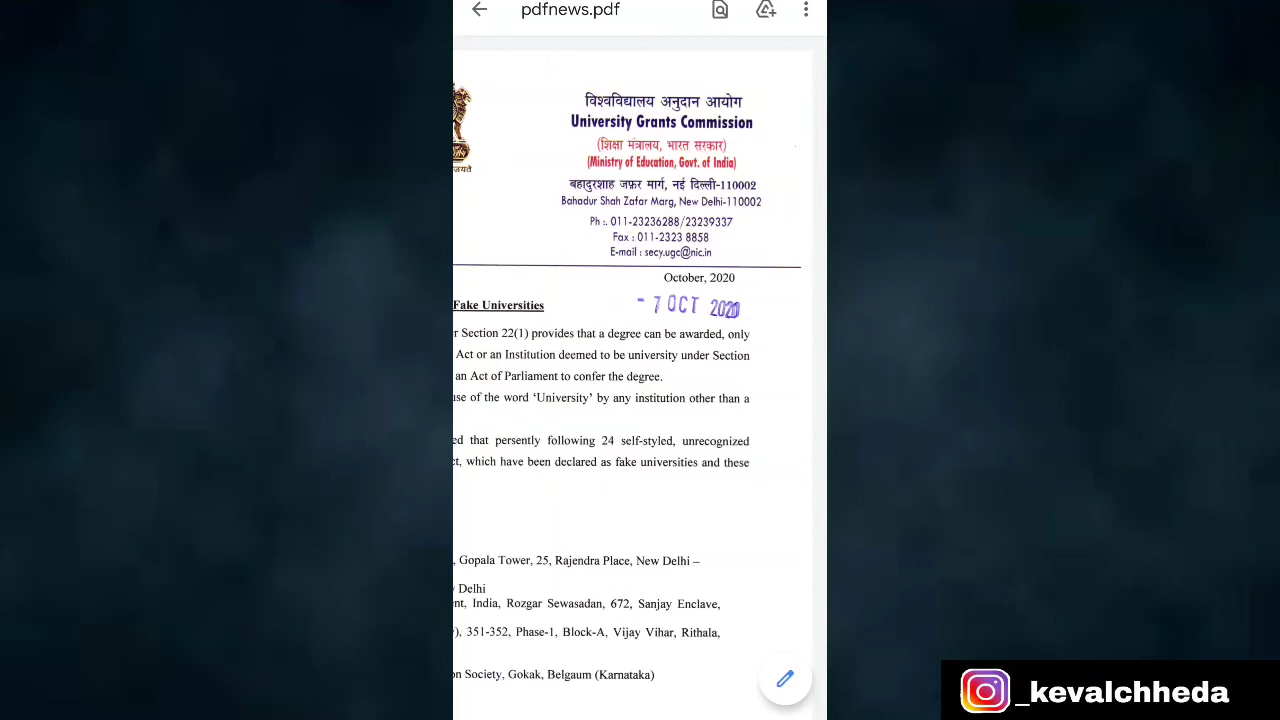 pdfnews.pdf
विश्वविद्यालय अनुदान आयोग
University Grants Commission
(शिक्षा मंत्रालय, भारत सरकार)
(Ministry of Education, Govt. of India)
बहादुरशाह जफ़र मार्ग, नई दिल्ली-110002
Bahadur Shah Zafar Marg, New Delhi-110002
Ph :. 011-23236288/23239337
Fax : 011-2323 8858
E-mail : secy.ugc@nic.in
October, 2020
Fake Universities
- 7 OCT 2020
r Section 22(1) provides that a degree can be awarded, only
Act or an Institution deemed to be university under Section
an Act of Parliament to confer the degree.
use of the word ‘University’ by any institution other than a
ed that persently following 24 self-styled, unrecognized
ct, which have been declared as fake universities and these
, Gopala Tower, 25, Rajendra Place, New Delhi –
Delhi
ent, India, Rozgar Sewasadan, 672, Sanjay Enclave,
), 351-352, Phase-1, Block-A, Vijay Vihar, Rithala,
on Society, Gokak, Belgaum (Karnataka)
_kevalchheda